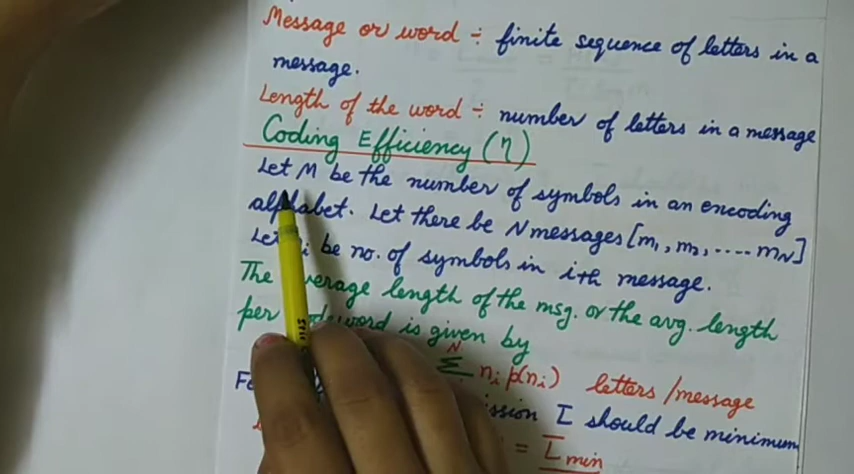 Message or word ÷ finite sequence of letters in a
message.
Length of the word ÷ number of letters in a message
Coding Efficiency (η)
Let M be the number of symbols in an encoding
alphabet. Let there be N messages [m1, m2, .... mN]
Let be no. of symbols in ith message.
The average length of the msg. or the avg. length
per codeword is given by
N
Σ ni p(ni) letters/message
L should be minimum
= L min